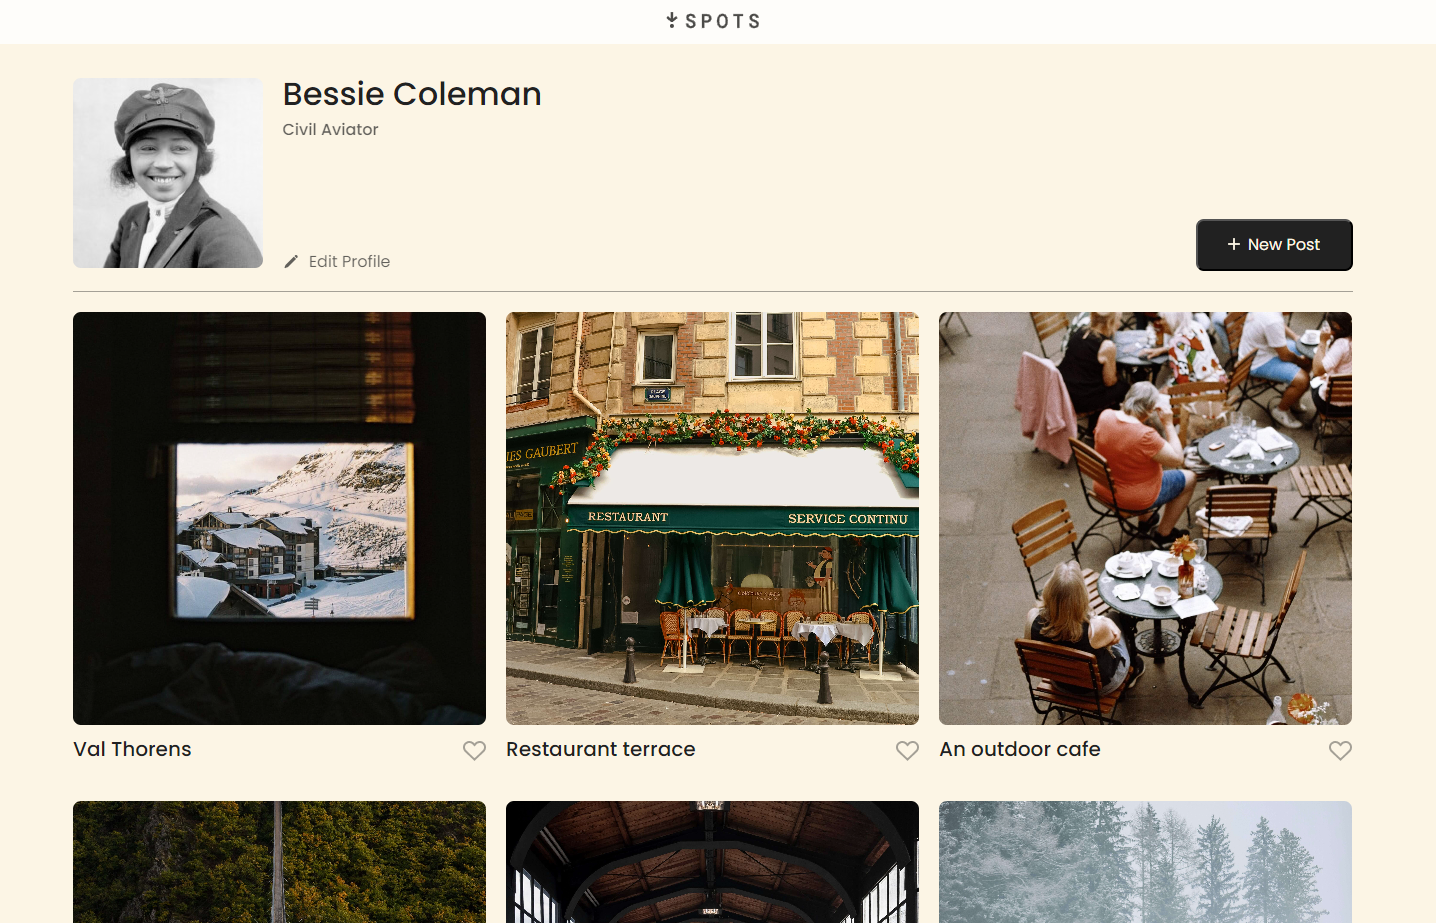 SPOTS
Bessie Coleman
Civil Aviator
Edit Profile
New Post
IES GAUBERT
RESTAURANT
SERVICE CONTINU
Val Thorens
Restaurant terrace
An outdoor cafe